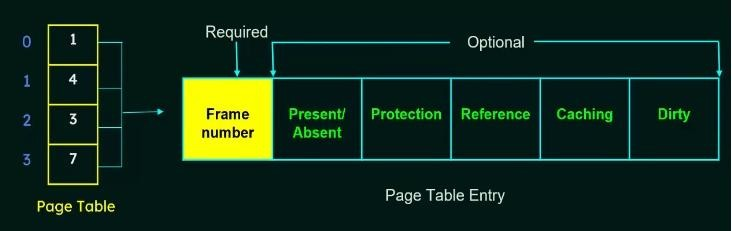 Required
Optional
0 1
1 4
2 3
3 7
Page Table
Frame number
Present/ Absent
Protection
Reference
Caching
Dirty
Page Table Entry